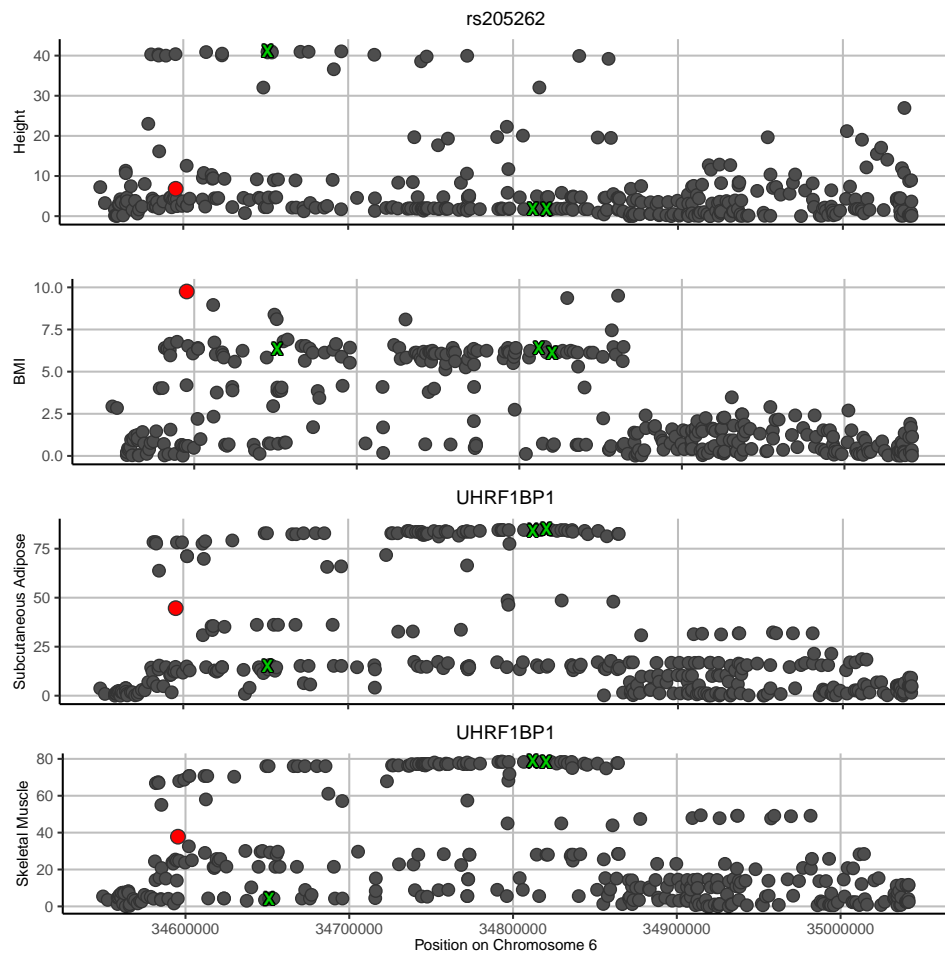 rs205262
Height
40
30
20
10
0
BMI
10.0
7.5
5.0
2.5
0.0
UHRF1BP1
Subcutaneous Adipose
75
50
25
0
UHRF1BP1
Skeletal Muscle
80
60
40
20
0
34600000 34700000 34800000 34900000 35000000
Position on Chromosome 6